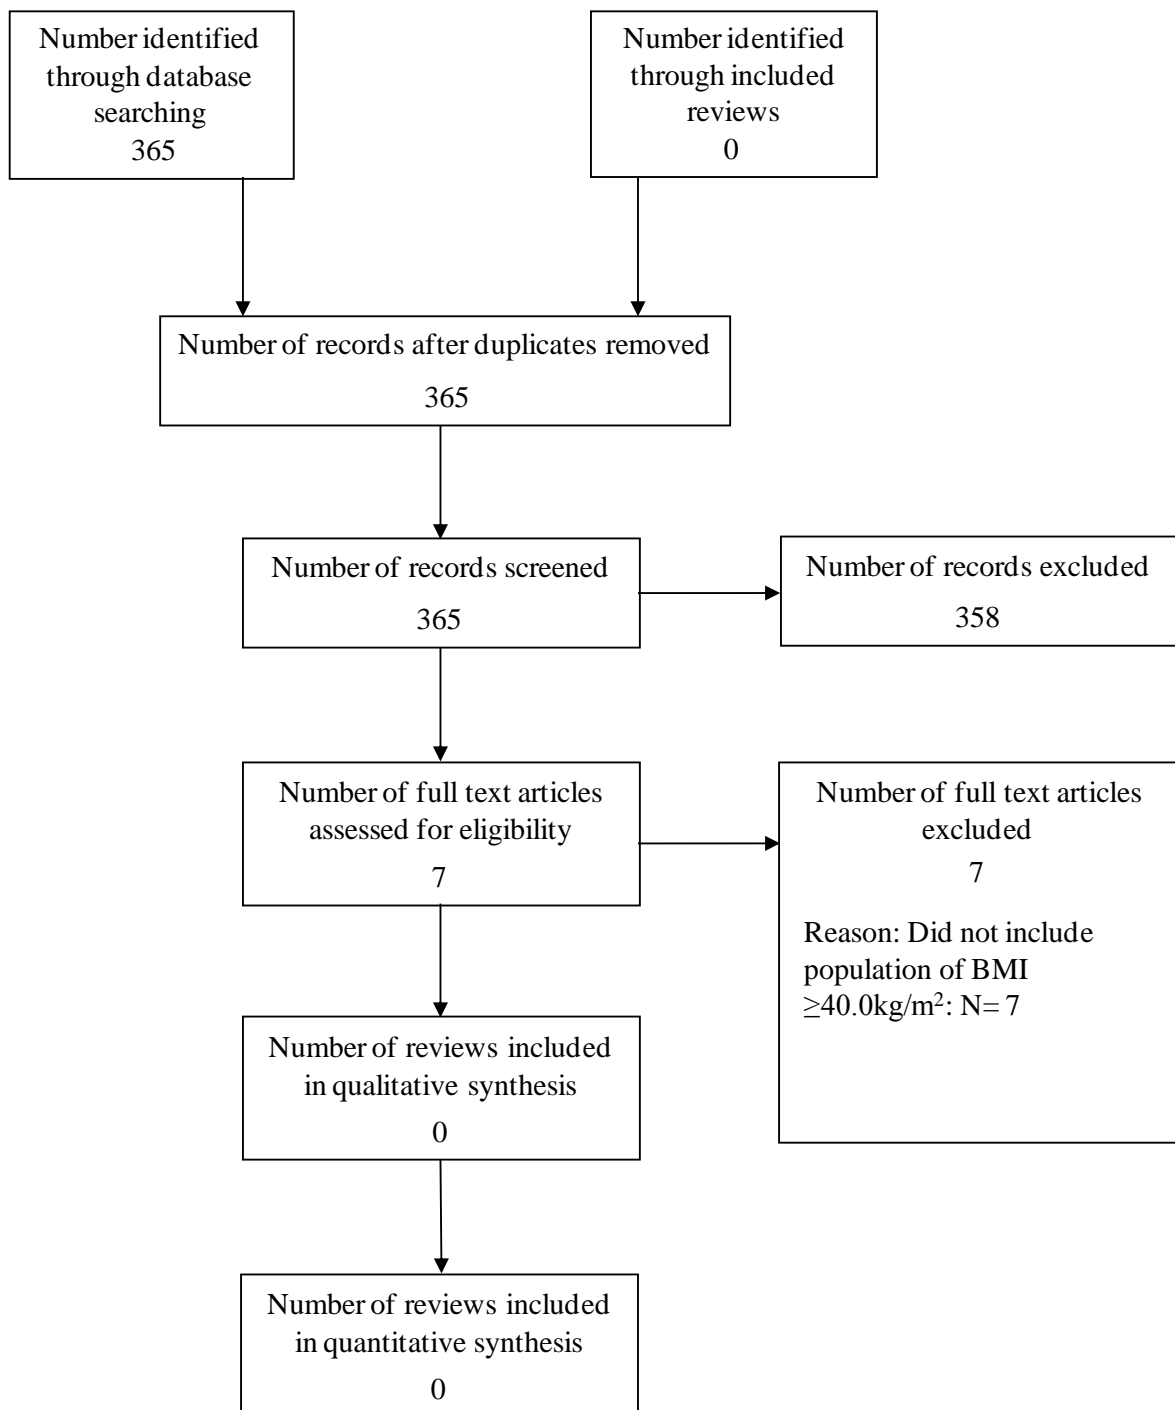 Number identified
through database
searching
365
Number identified
through included
reviews
0
Number of records after duplicates removed
365
Number of records screened
365
Number of records excluded
358
Number of full text articles
assessed for eligibility
7
Number of full text articles
excluded
7
Reason: Did not include
population of BMI
≥40.0kg/m²: N= 7
Number of reviews included
in qualitative synthesis
0
Number of reviews included
in quantitative synthesis
0